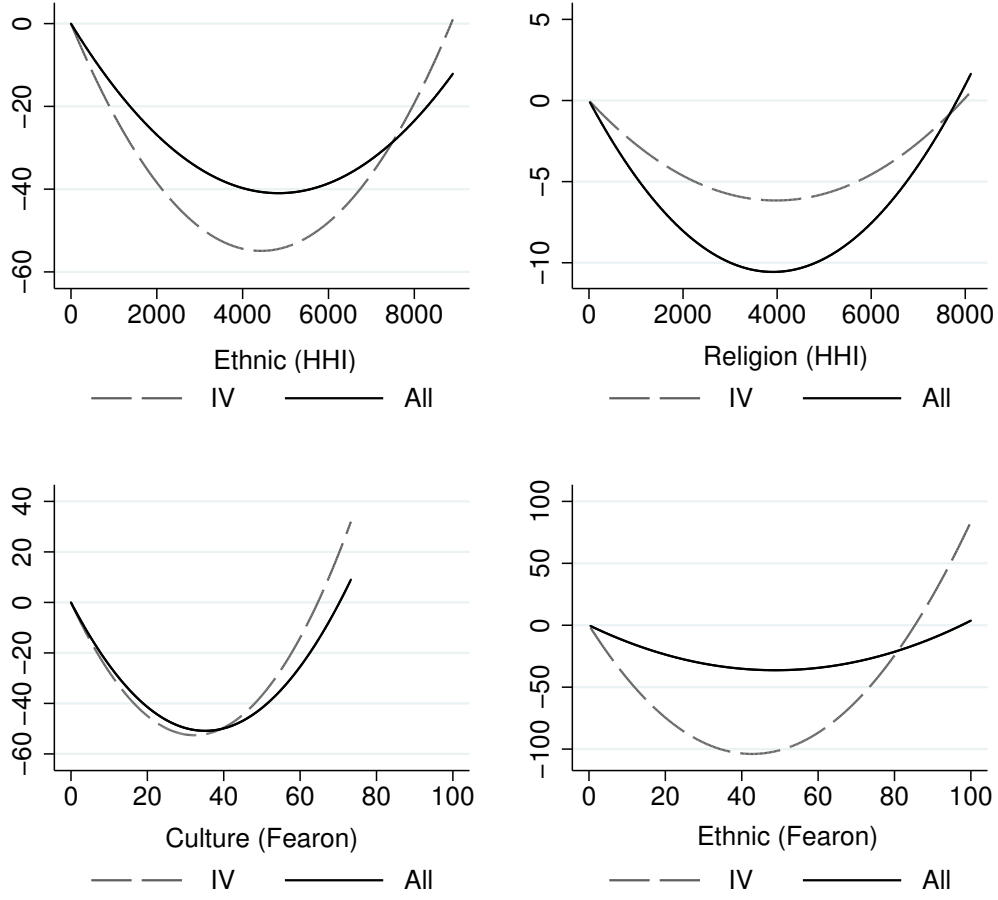 0
−20
−40
−60
0 2000 4000 6000 8000
Ethnic (HHI)
IV All
5
0
−5
−10
0 2000 4000 6000 8000
Religion (HHI)
IV All
40
20
0
−20
−40
−60
0 20 40 60 80 100
Culture (Fearon)
IV All
100
50
0
−50
−100
0 20 40 60 80 100
Ethnic (Fearon)
IV All